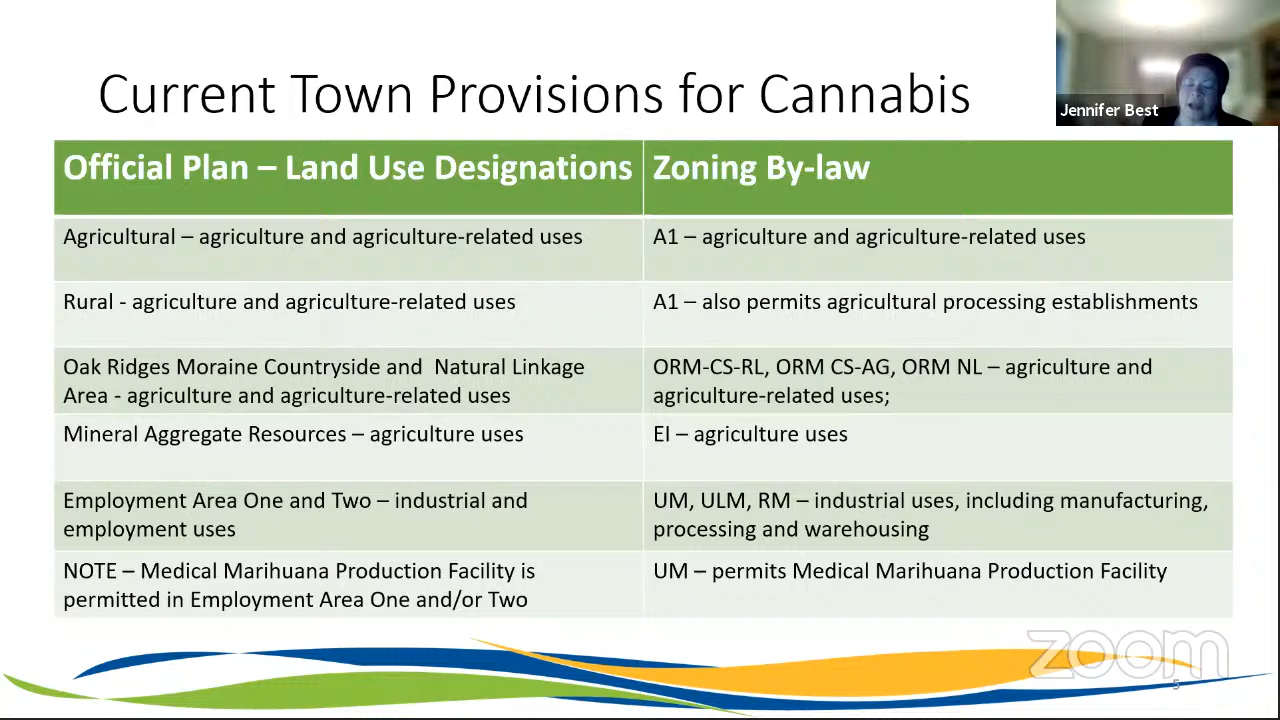 Current Town Provisions for Cannabis
Jennifer Best
Official Plan – Land Use Designations
Zoning By-law
Agricultural – agriculture and agriculture-related uses
A1 – agriculture and agriculture-related uses
Rural - agriculture and agriculture-related uses
A1 – also permits agricultural processing establishments
Oak Ridges Moraine Countryside and Natural Linkage
Area - agriculture and agriculture-related uses
ORM-CS-RL, ORM CS-AG, ORM NL – agriculture and
agriculture-related uses;
Mineral Aggregate Resources – agriculture uses
EI – agriculture uses
Employment Area One and Two – industrial and
employment uses
UM, ULM, RM – industrial uses, including manufacturing,
processing and warehousing
NOTE – Medical Marihuana Production Facility is
permitted in Employment Area One and/or Two
UM – permits Medical Marihuana Production Facility
zoom
5